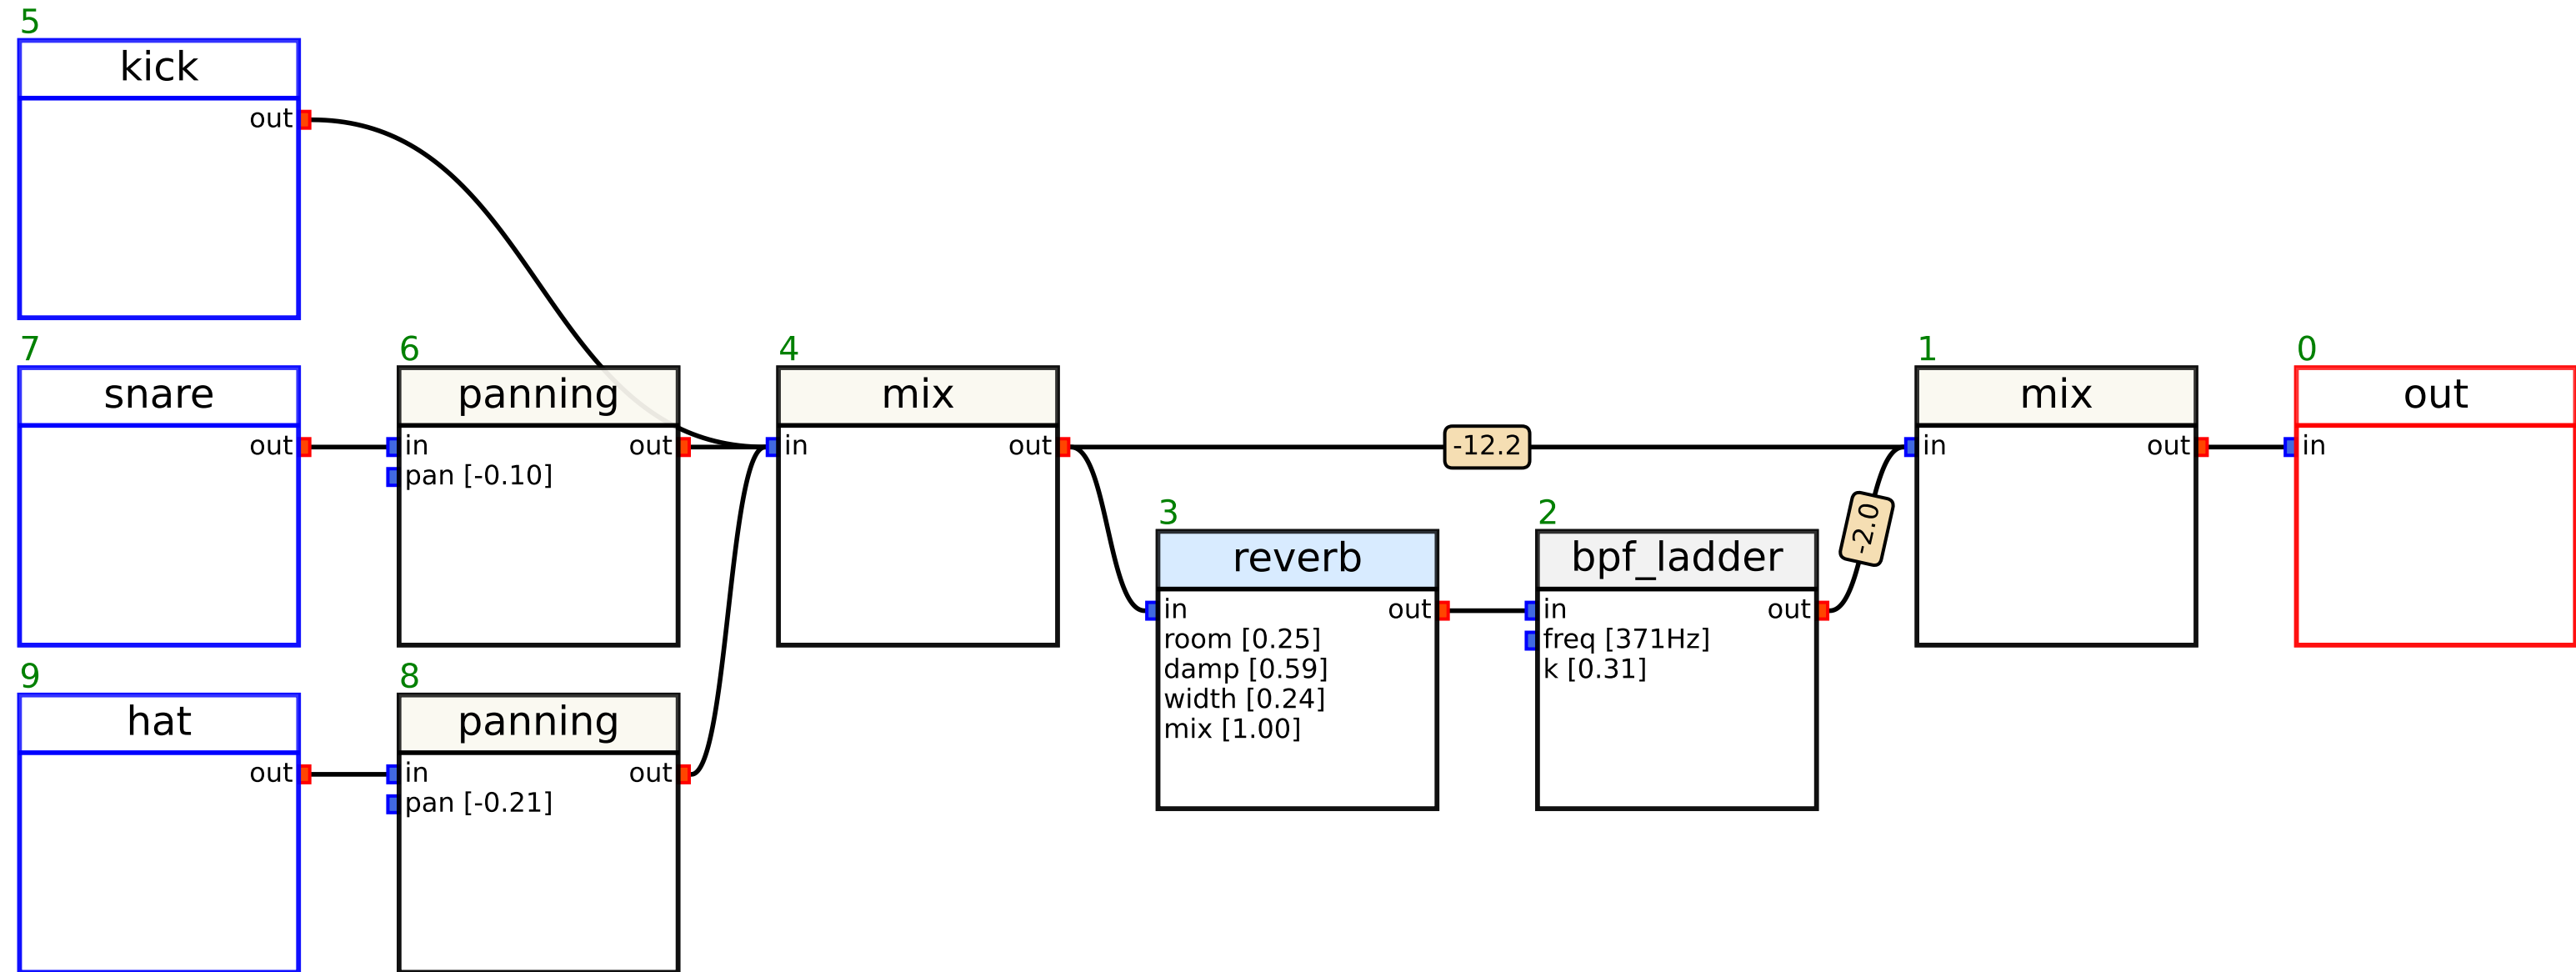 5
kick
out
7
snare
out
6
panning
in out
pan [-0.10]
4
mix
in out
-12.2
1
mix
in out
0
out
in
3
reverb
in out
room [0.25]
damp [0.59]
width [0.24]
mix [1.00]
2
bpf_ladder
in out
freq [371Hz]
k [0.31]
-2.0
9
hat
out
8
panning
in out
pan [-0.21]